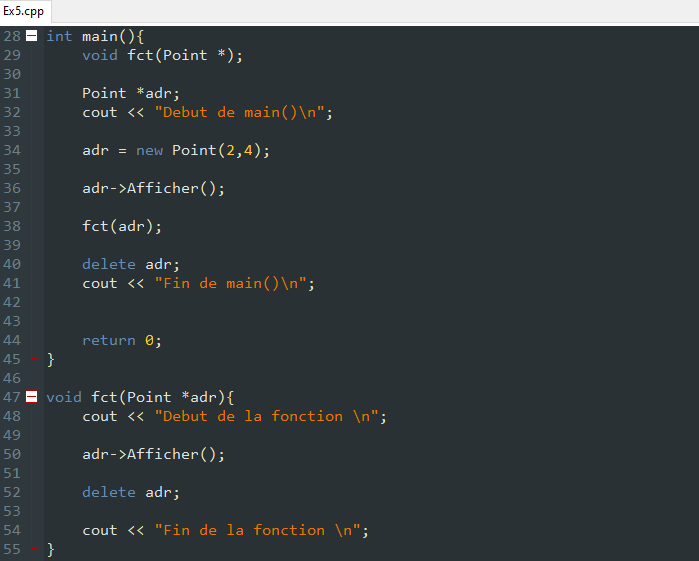 Ex5.cpp
28 int main(){
29 void fct(Point *);
30
31 Point *adr;
32 cout << "Debut de main()\n";
33
34 adr = new Point(2,4);
35
36 adr->Afficher();
37
38 fct(adr);
39
40 delete adr;
41 cout << "Fin de main()\n";
42
43
44 return 0;
45 }
46
47 void fct(Point *adr){
48 cout << "Debut de la fonction \n";
49
50 adr->Afficher();
51
52 delete adr;
53
54 cout << "Fin de la fonction \n";
55 }